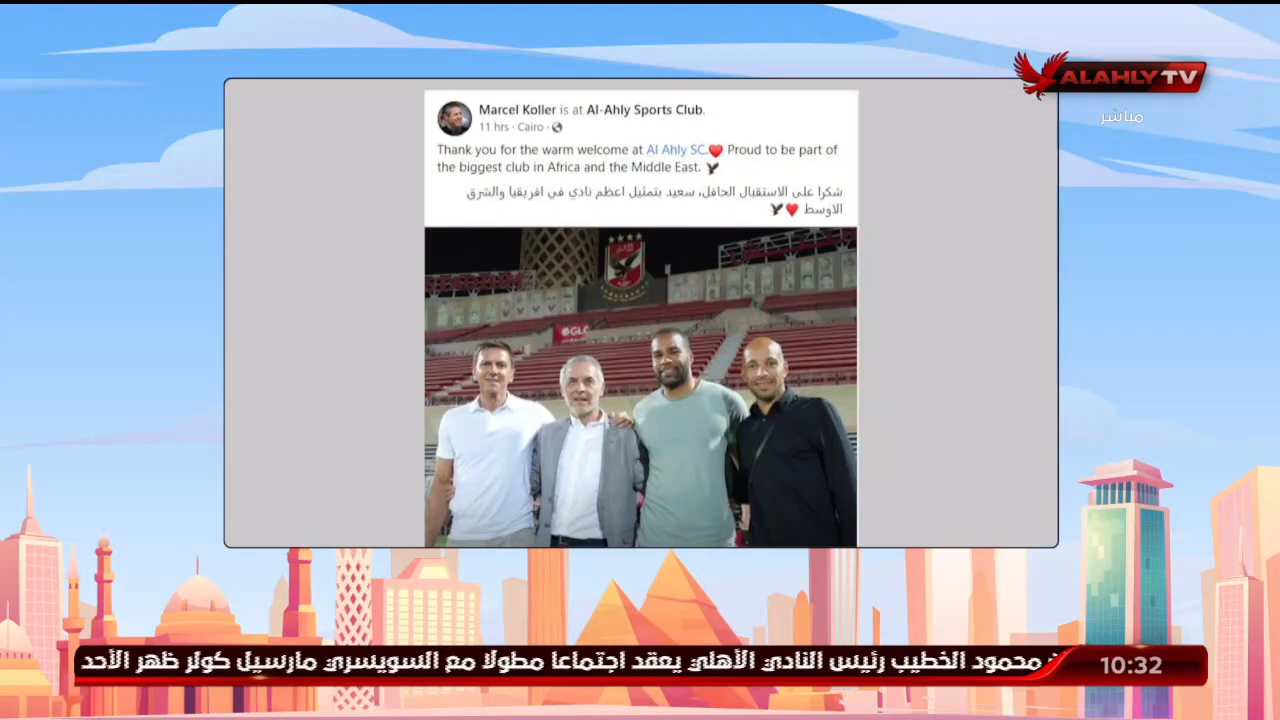 ALAHLY TV
مباشر
Marcel Koller is at Al-Ahly Sports Club.
11 hrs · Cairo ·
Thank you for the warm welcome at Al Ahly SC.❤️ Proud to be part of
the biggest club in Africa and the Middle East.
شكرا على الاستقبال الحافل، سعيد بتمثيل اعظم نادي في افريقيا والشرق
الاوسط ❤️
GLO
محمود الخطيب رئيس النادي الأهلي يعقد اجتماعا مطولا مع السويسري مارسيل كولر ظهر الأحد
10:32